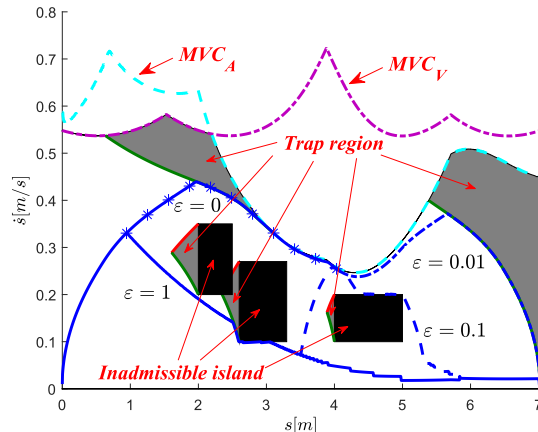 0.8
0.7
0.6
0.5
0.4
0.3
0.2
0.1
0
ṡ[m/s]
MVC_A
MVC_V
Trap region
ε = 0
ε = 0.01
ε = 1
ε = 0.1
Inadmissible island
0 1 2 3 4 5 6 7
s[m]